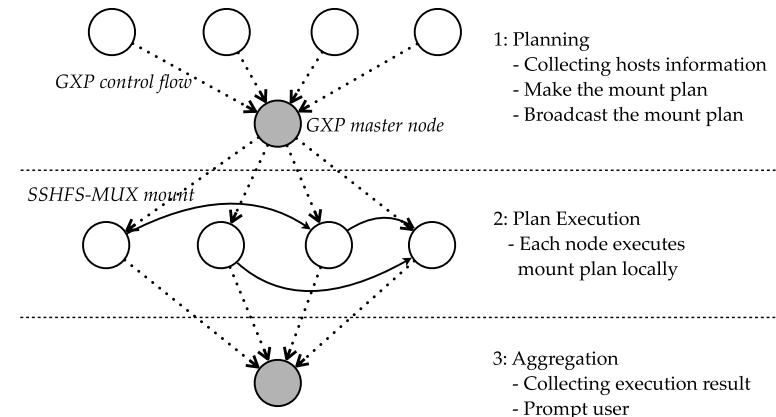 1: Planning
- Collecting hosts information
- Make the mount plan
- Broadcast the mount plan
GXP control flow
GXP master node
SSHFS-MUX mount
2: Plan Execution
- Each node executes
mount plan locally
3: Aggregation
- Collecting execution result
- Prompt user